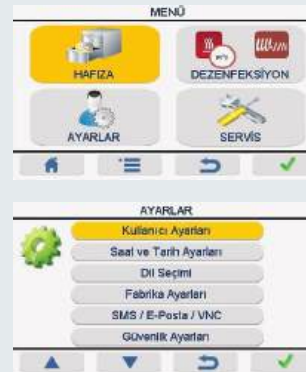 MENÜ
HAFIZA
DEZENFEKSİYON
AYARLAR
SERVİS
AYARLAR
Kullanıcı Ayarları
Saat ve Tarih Ayarları
Dil Seçimi
Fabrika Ayarları
SMS / E-Posta / VNC
Güvenlik Ayarları